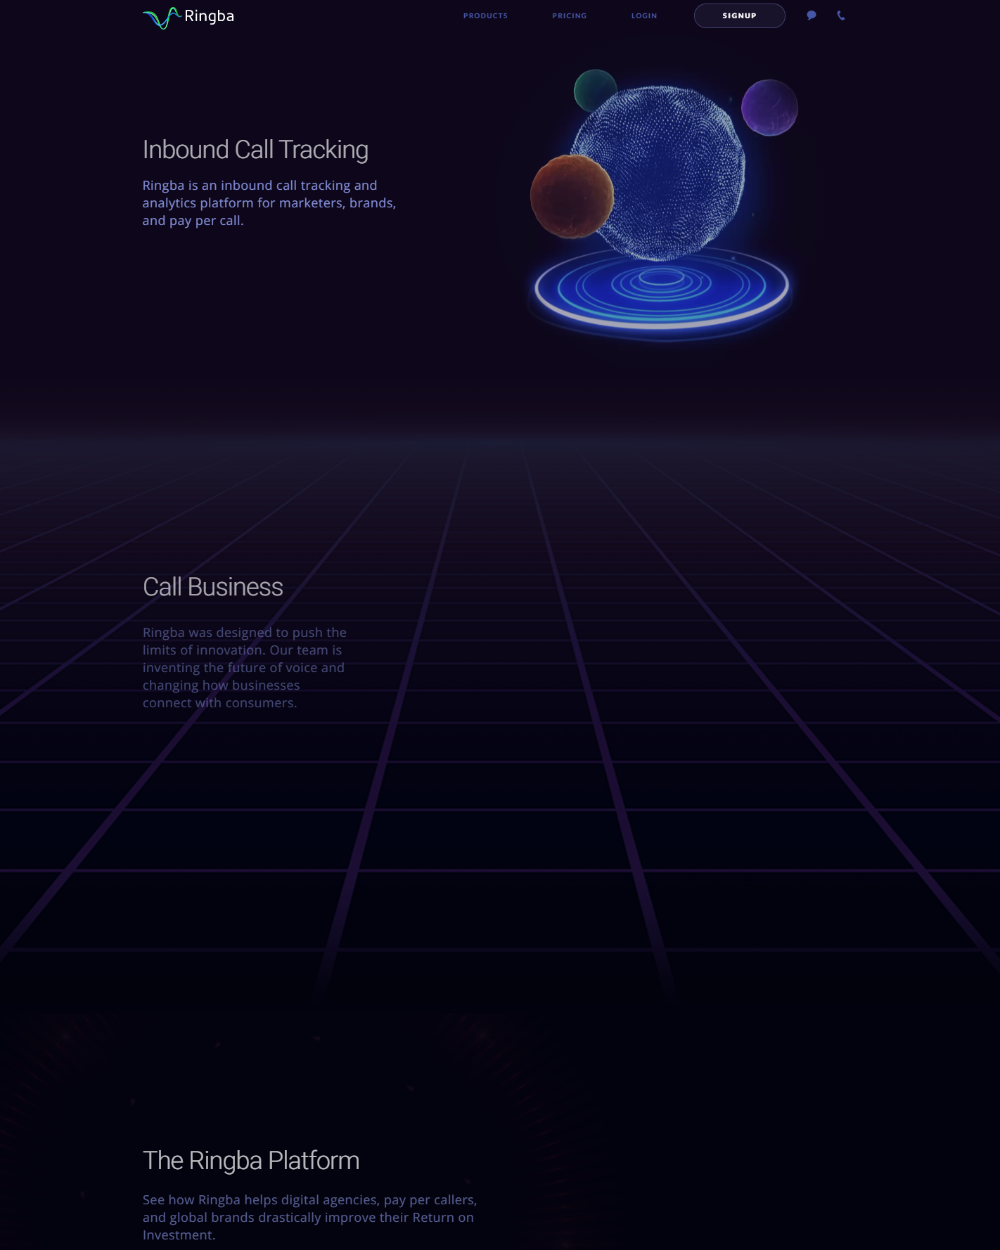 Ringba
PRODUCTS
PRICING
LOGIN
SIGNUP
Inbound Call Tracking
Ringba is an inbound call tracking and
analytics platform for marketers, brands,
and pay per call.
Call Business
Ringba was designed to push the
limits of innovation. Our team is
inventing the future of voice and
changing how businesses
connect with consumers.
The Ringba Platform
See how Ringba helps digital agencies, pay per callers,
and global brands drastically improve their Return on
Investment.